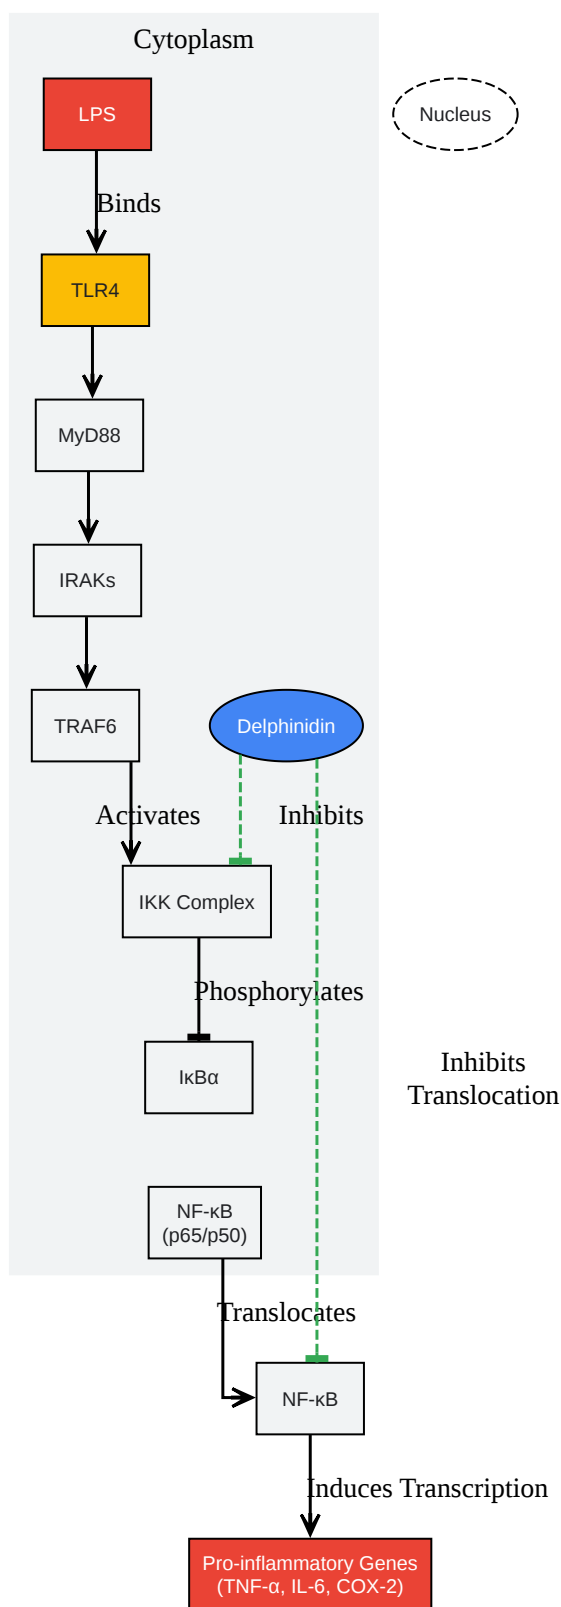 Cytoplasm
LPS
Nucleus
Binds
TLR4
MyD88
IRAKs
TRAF6
Delphinidin
Activates
Inhibits
IKK Complex
Phosphorylates
Inhibits
Translocation
IκBα
NF-κB
(p65/p50)
Translocates
NF-κB
Induces Transcription
Pro-inflammatory Genes
(TNF-α, IL-6, COX-2)